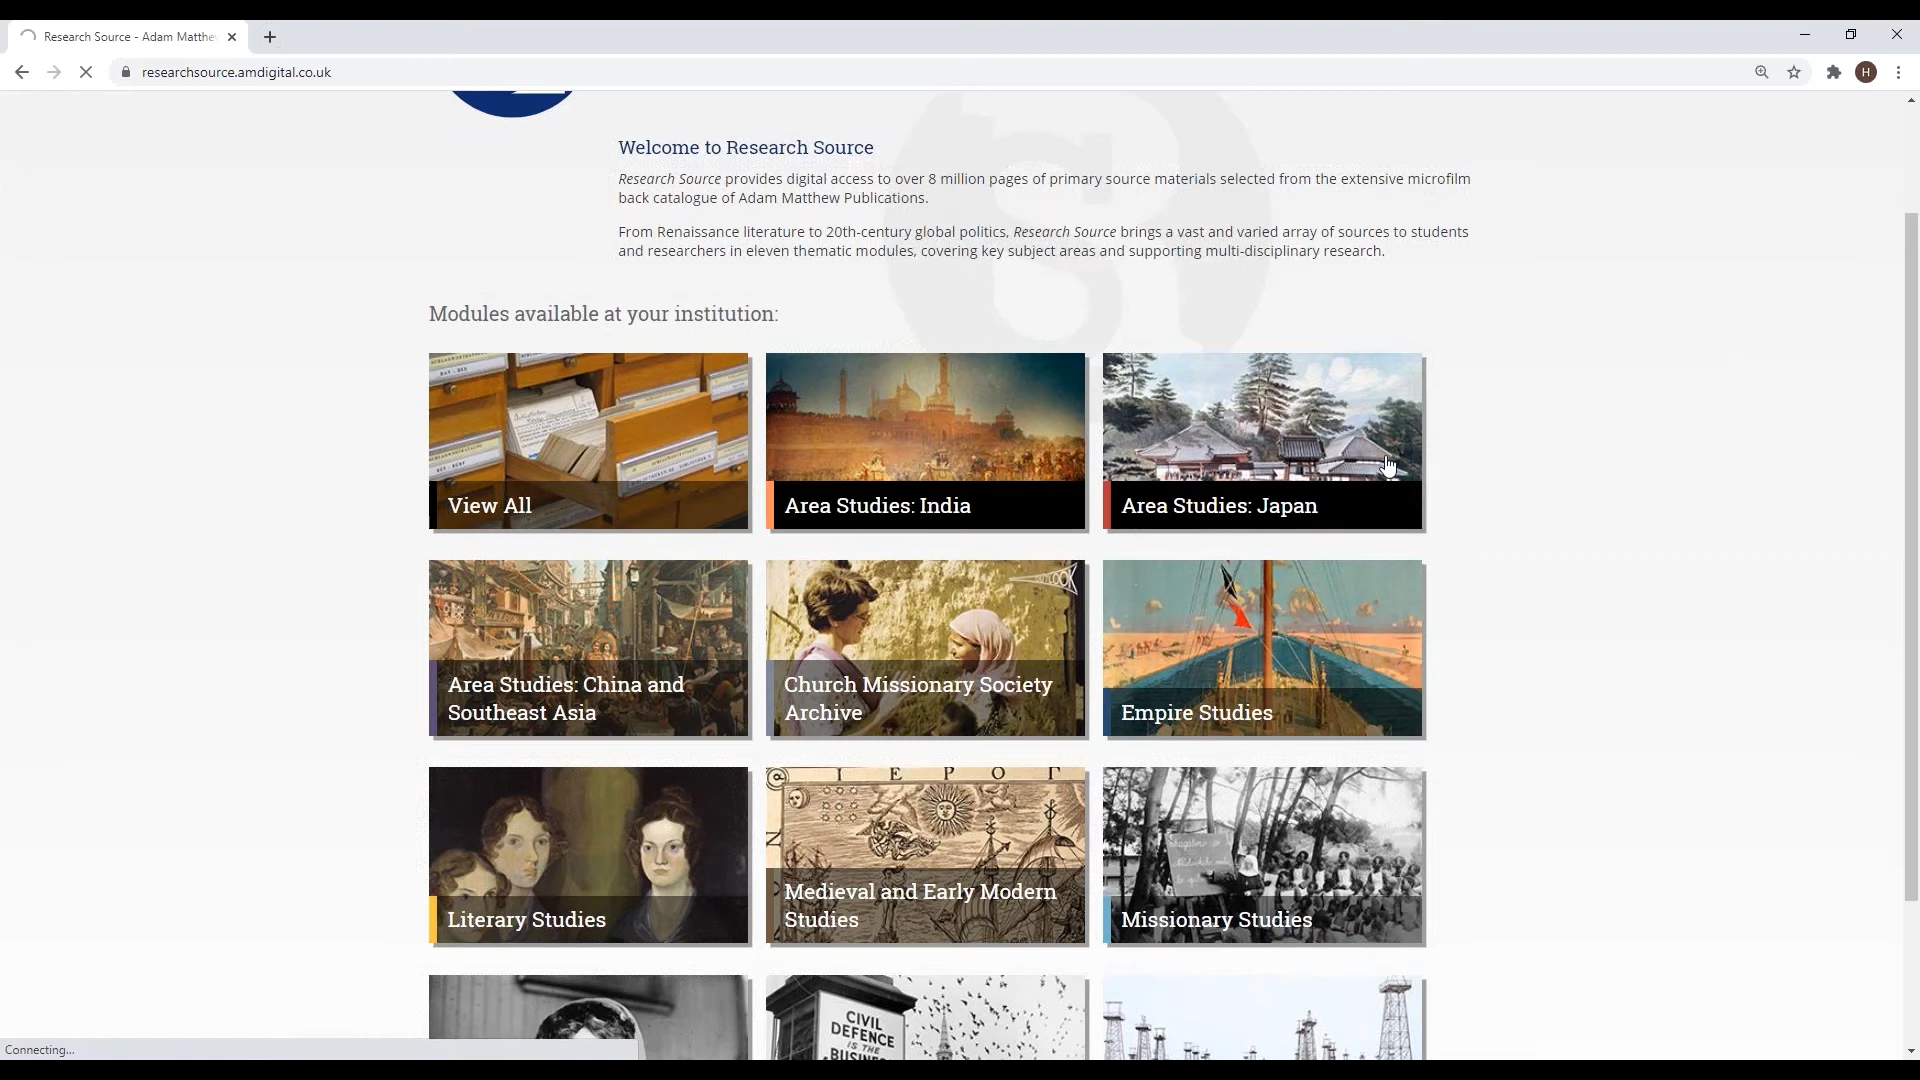 Research Source - Adam Matthe
researchsource.amdigital.co.uk
H
Welcome to Research Source
Research Source provides digital access to over 8 million pages of primary source materials selected from the extensive microfilm
back catalogue of Adam Matthew Publications.
From Renaissance literature to 20th-century global politics, Research Source brings a vast and varied array of sources to students
and researchers in eleven thematic modules, covering key subject areas and supporting multi-disciplinary research.
Modules available at your institution:
View All
Area Studies: India
Area Studies: Japan
LOOK
Area Studies: China and
Southeast Asia
Church Missionary Society
Archive
Empire Studies
I E P O Γ
Literary Studies
Medieval and Early Modern
Studies
Missionary Studies
CIVIL
DEFENCE
IS THE
Connecting...